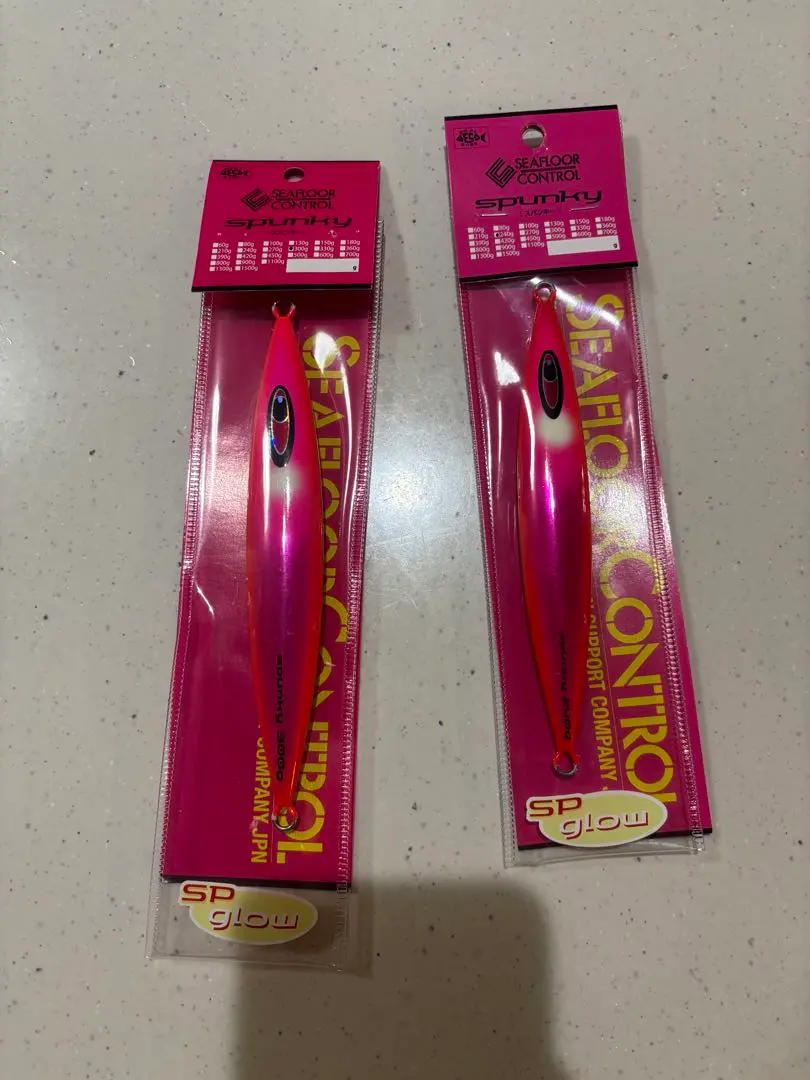 SEAFLOOR
CONTROL
spunky
60g 80g 100g 130g 150g 180g
210g 240g 270g 300g 330g 360g
390g 420g 450g 500g 600g 700g
800g 900g 1100g
1300g 1500g
g
SEAFLOOR CONTROL
COMPANY JPN
spunky 300g
SP
glow
SEAFLOOR
CONTROL
spunky
[スパンキー]
60g 80g 100g 130g 150g 180g
210g 240g 270g 300g 330g 360g
390g 420g 450g 500g 600g 700g
800g 900g 1100g
1300g 1500g
g
SEAFLOOR CONTROL
SUPPORT COMPANY
spunky
SP
glow